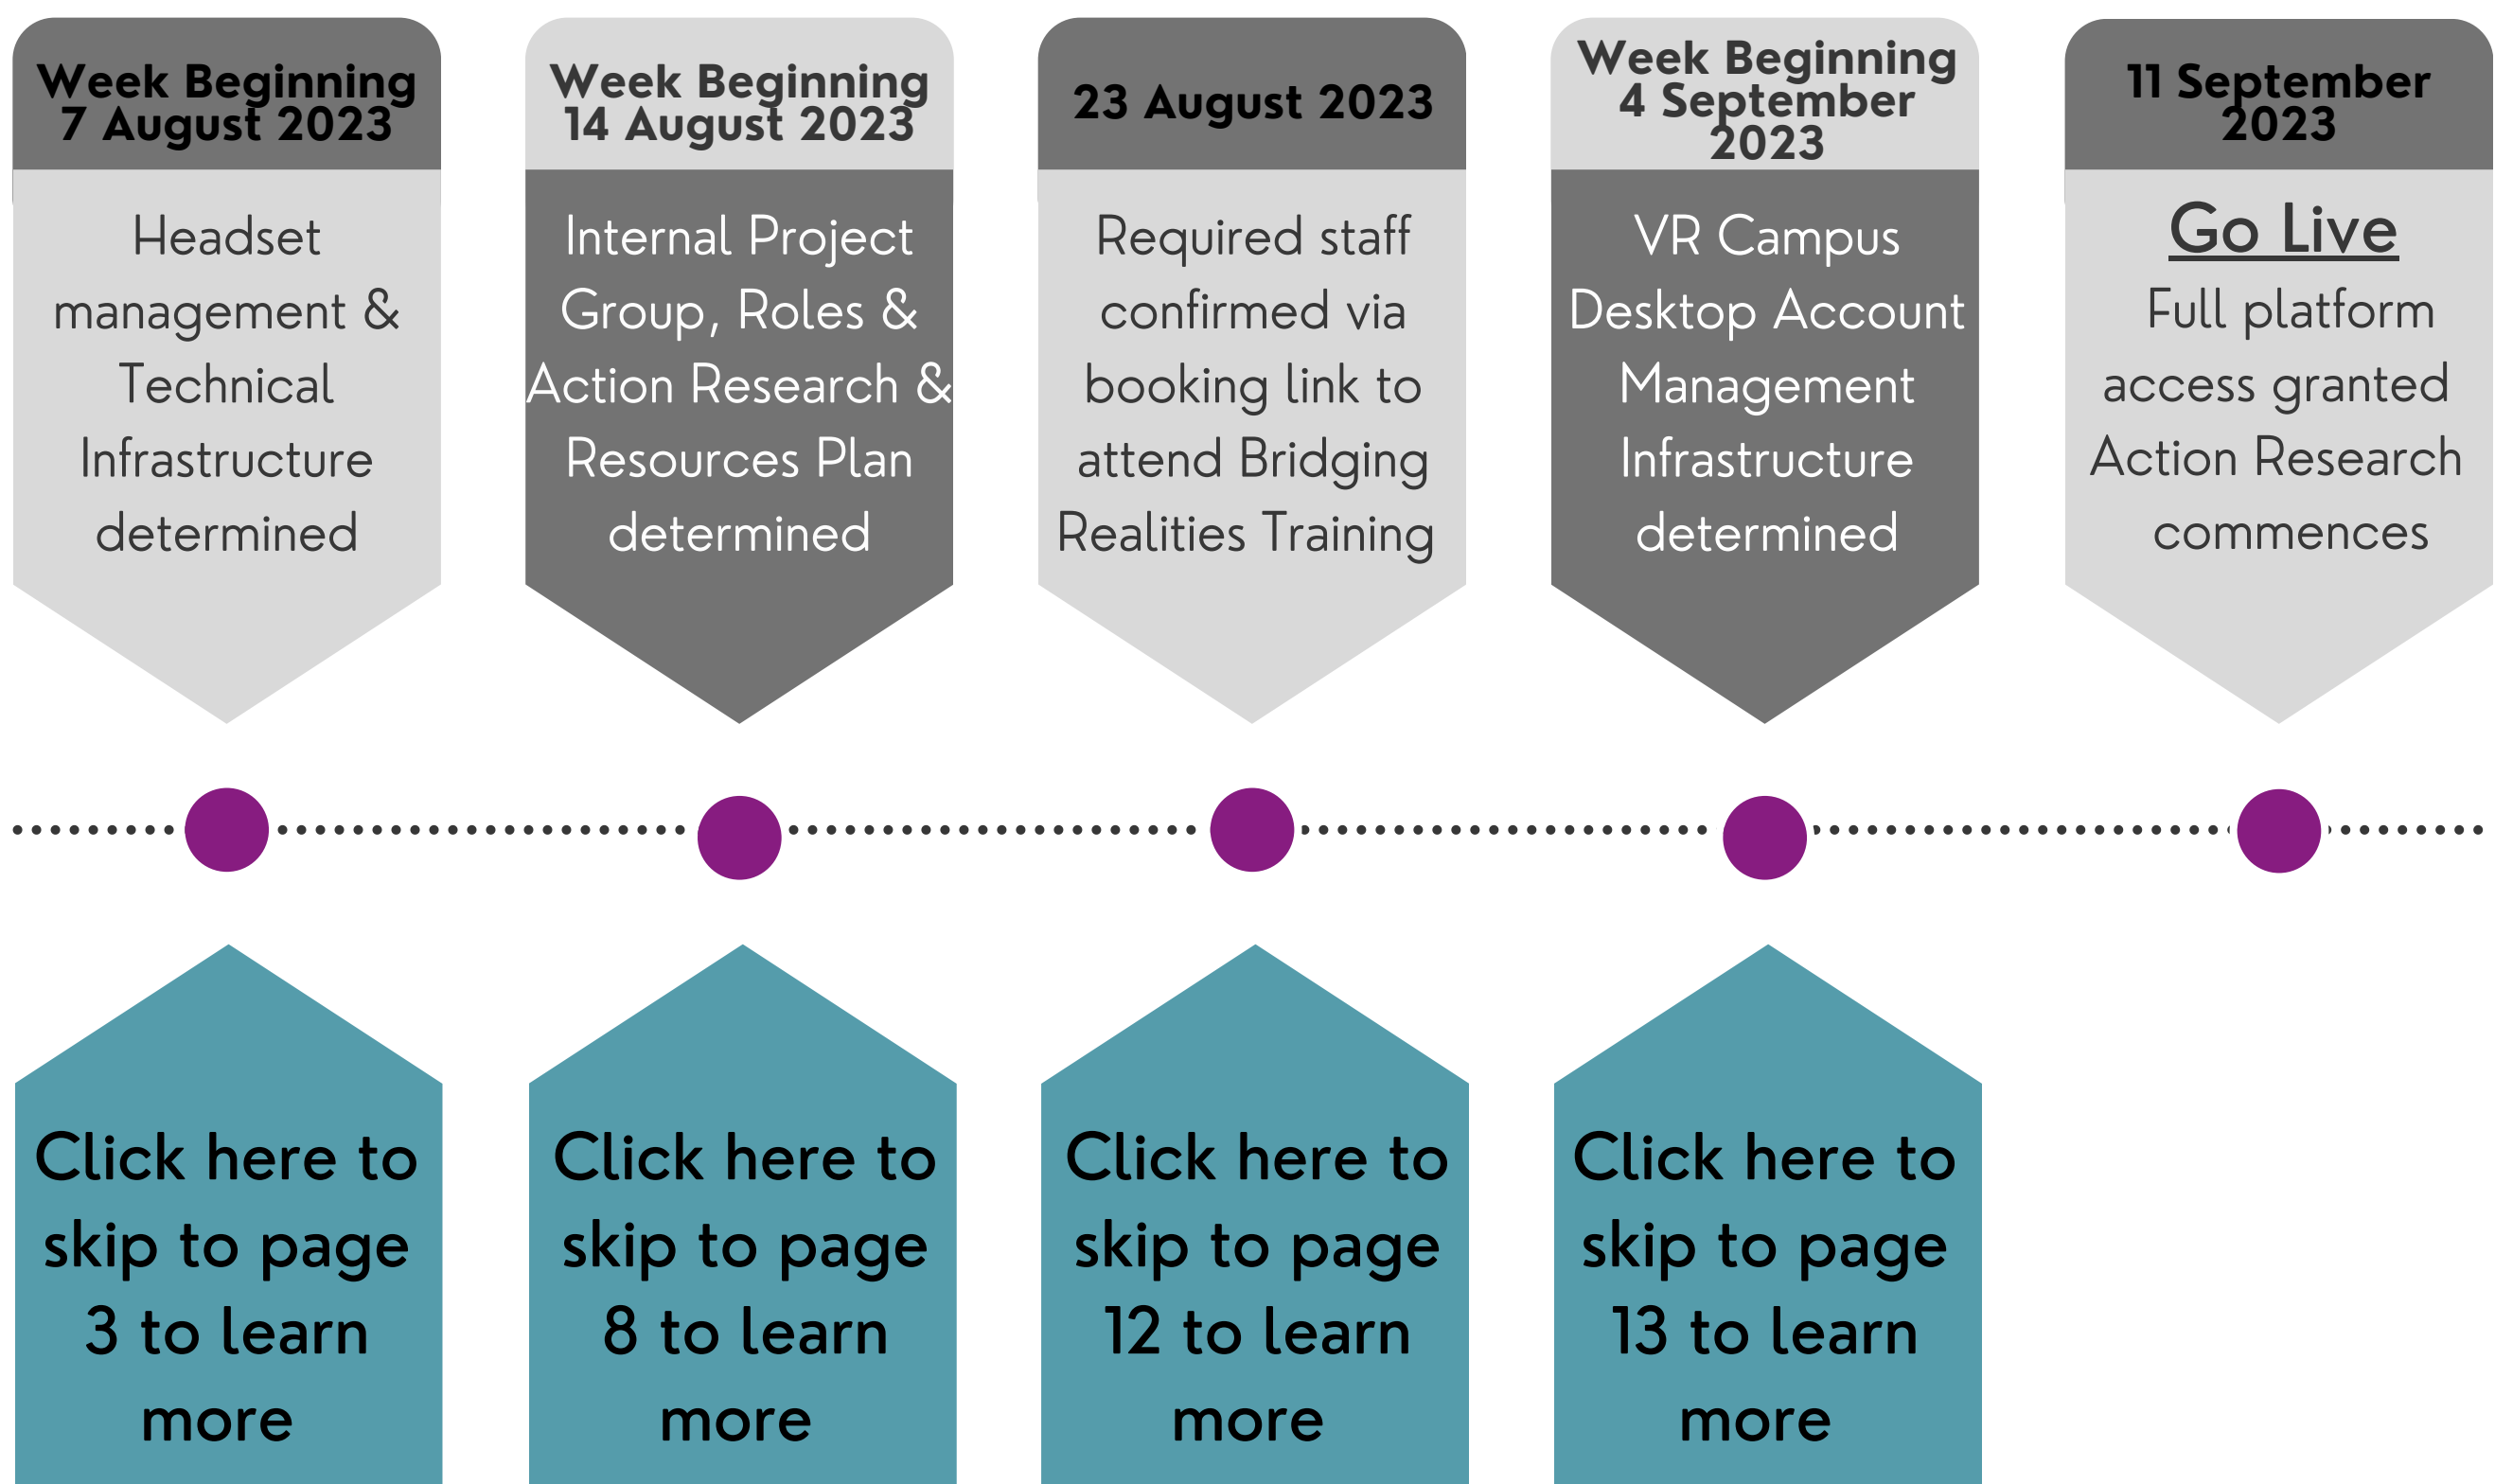 Week Beginning
7 August 2023
Headset
management &
Technical
Infrastructure
determined
Week Beginning
14 August 2023
Internal Project
Group, Roles &
Action Research &
Resources Plan
determined
23 August 2023
Required staff
confirmed via
booking link to
attend Bridging
Realities Training
Week Beginning
4 September
2023
VR Campus
Desktop Account
Management
Infrastructure
determined
11 September
2023
Go Live
Full platform
access granted
Action Research
commences
Click here to
skip to page
3 to learn
more
Click here to
skip to page
8 to learn
more
Click here to
skip to page
12 to learn
more
Click here to
skip to page
13 to learn
more